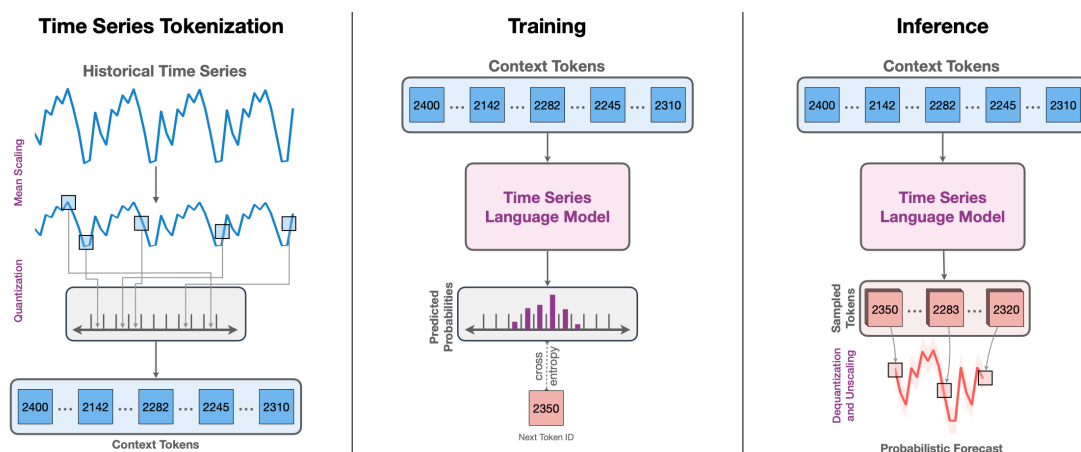 Time Series Tokenization
Historical Time Series
Mean Scaling
Quantization
2400 ... 2142 ... 2282 ... 2245 ... 2310
Context Tokens
Training
Context Tokens
2400 ... 2142 ... 2282 ... 2245 ... 2310
Time Series
Language Model
Predicted
Probabilities
cross
entropy
2350
Next Token ID
Inference
Context Tokens
2400 ... 2142 ... 2282 ... 2245 ... 2310
Time Series
Language Model
Sampled
Tokens
2350 ... 2283 ... 2320
Dequantization
and Unscaling
Probabilistic Forecast